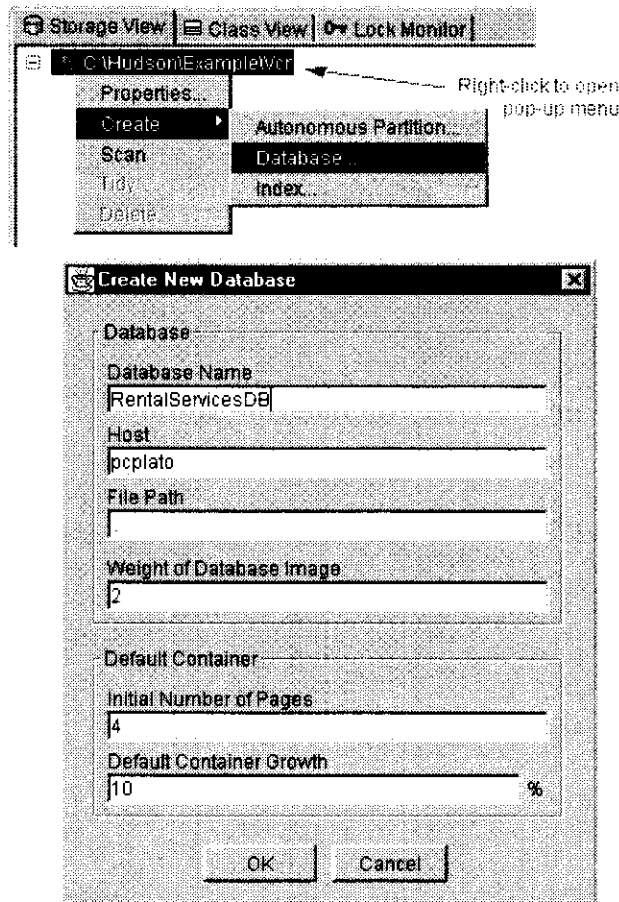 Storage View Class View Lock Monitor
C:\Hudson\Example\Vcr
Right-click to open
pop-up menu
Properties...
Create
Autonomous Partition...
Scan
Database...
Tidy
Index...
Delete
Create New Database
Database
Database Name
RentalServicesDB
Host
pcplato
File Path
.
Weight of Database Image
2
Default Container
Initial Number of Pages
4
Default Container Growth
10 %
OK Cancel